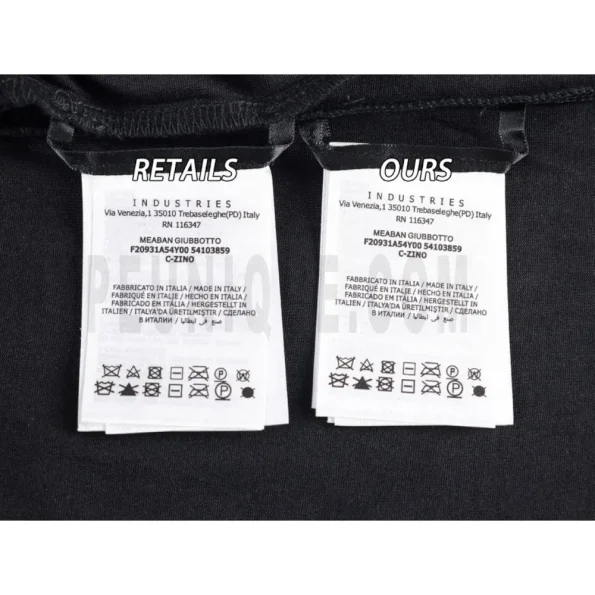 RETAILS
INDUSTRIES
Via Venezia,1 35010 Trebaseleghe(PD) Italy
RN 116347
MEABAN GIUBBOTTO
F20931A54Y00 54103859
C-ZINO
FABBRICATO IN ITALIA / MADE IN ITALY /
FABRIQUÉ EN ITALIE / HECHO EN ITALIA /
FABRICADO EM ITÁLIA / HERGESTELLT IN
ITALIEN / ITALYA'DA ÜRETILMIŞTIR / СДЕЛАНО
В ИТАЛИИ / صنع في ايطاليا
OURS
INDUSTRIES
Via Venezia,1 35010 Trebaseleghe(PD) Italy
RN 116347
MEABAN GIUBBOTTO
F20931A54Y00 54103859
C-ZINO
FABBRICATO IN ITALIA / MADE IN ITALY /
FABRIQUÉ EN ITALIE / HECHO EN ITALIA /
FABRICADO EM ITÁLIA / HERGESTELLT IN
ITALIEN / ITALYA'DA ÜRETILMIŞTIR / СДЕЛАНО
В ИТАЛИИ / صنع في ايطاليا